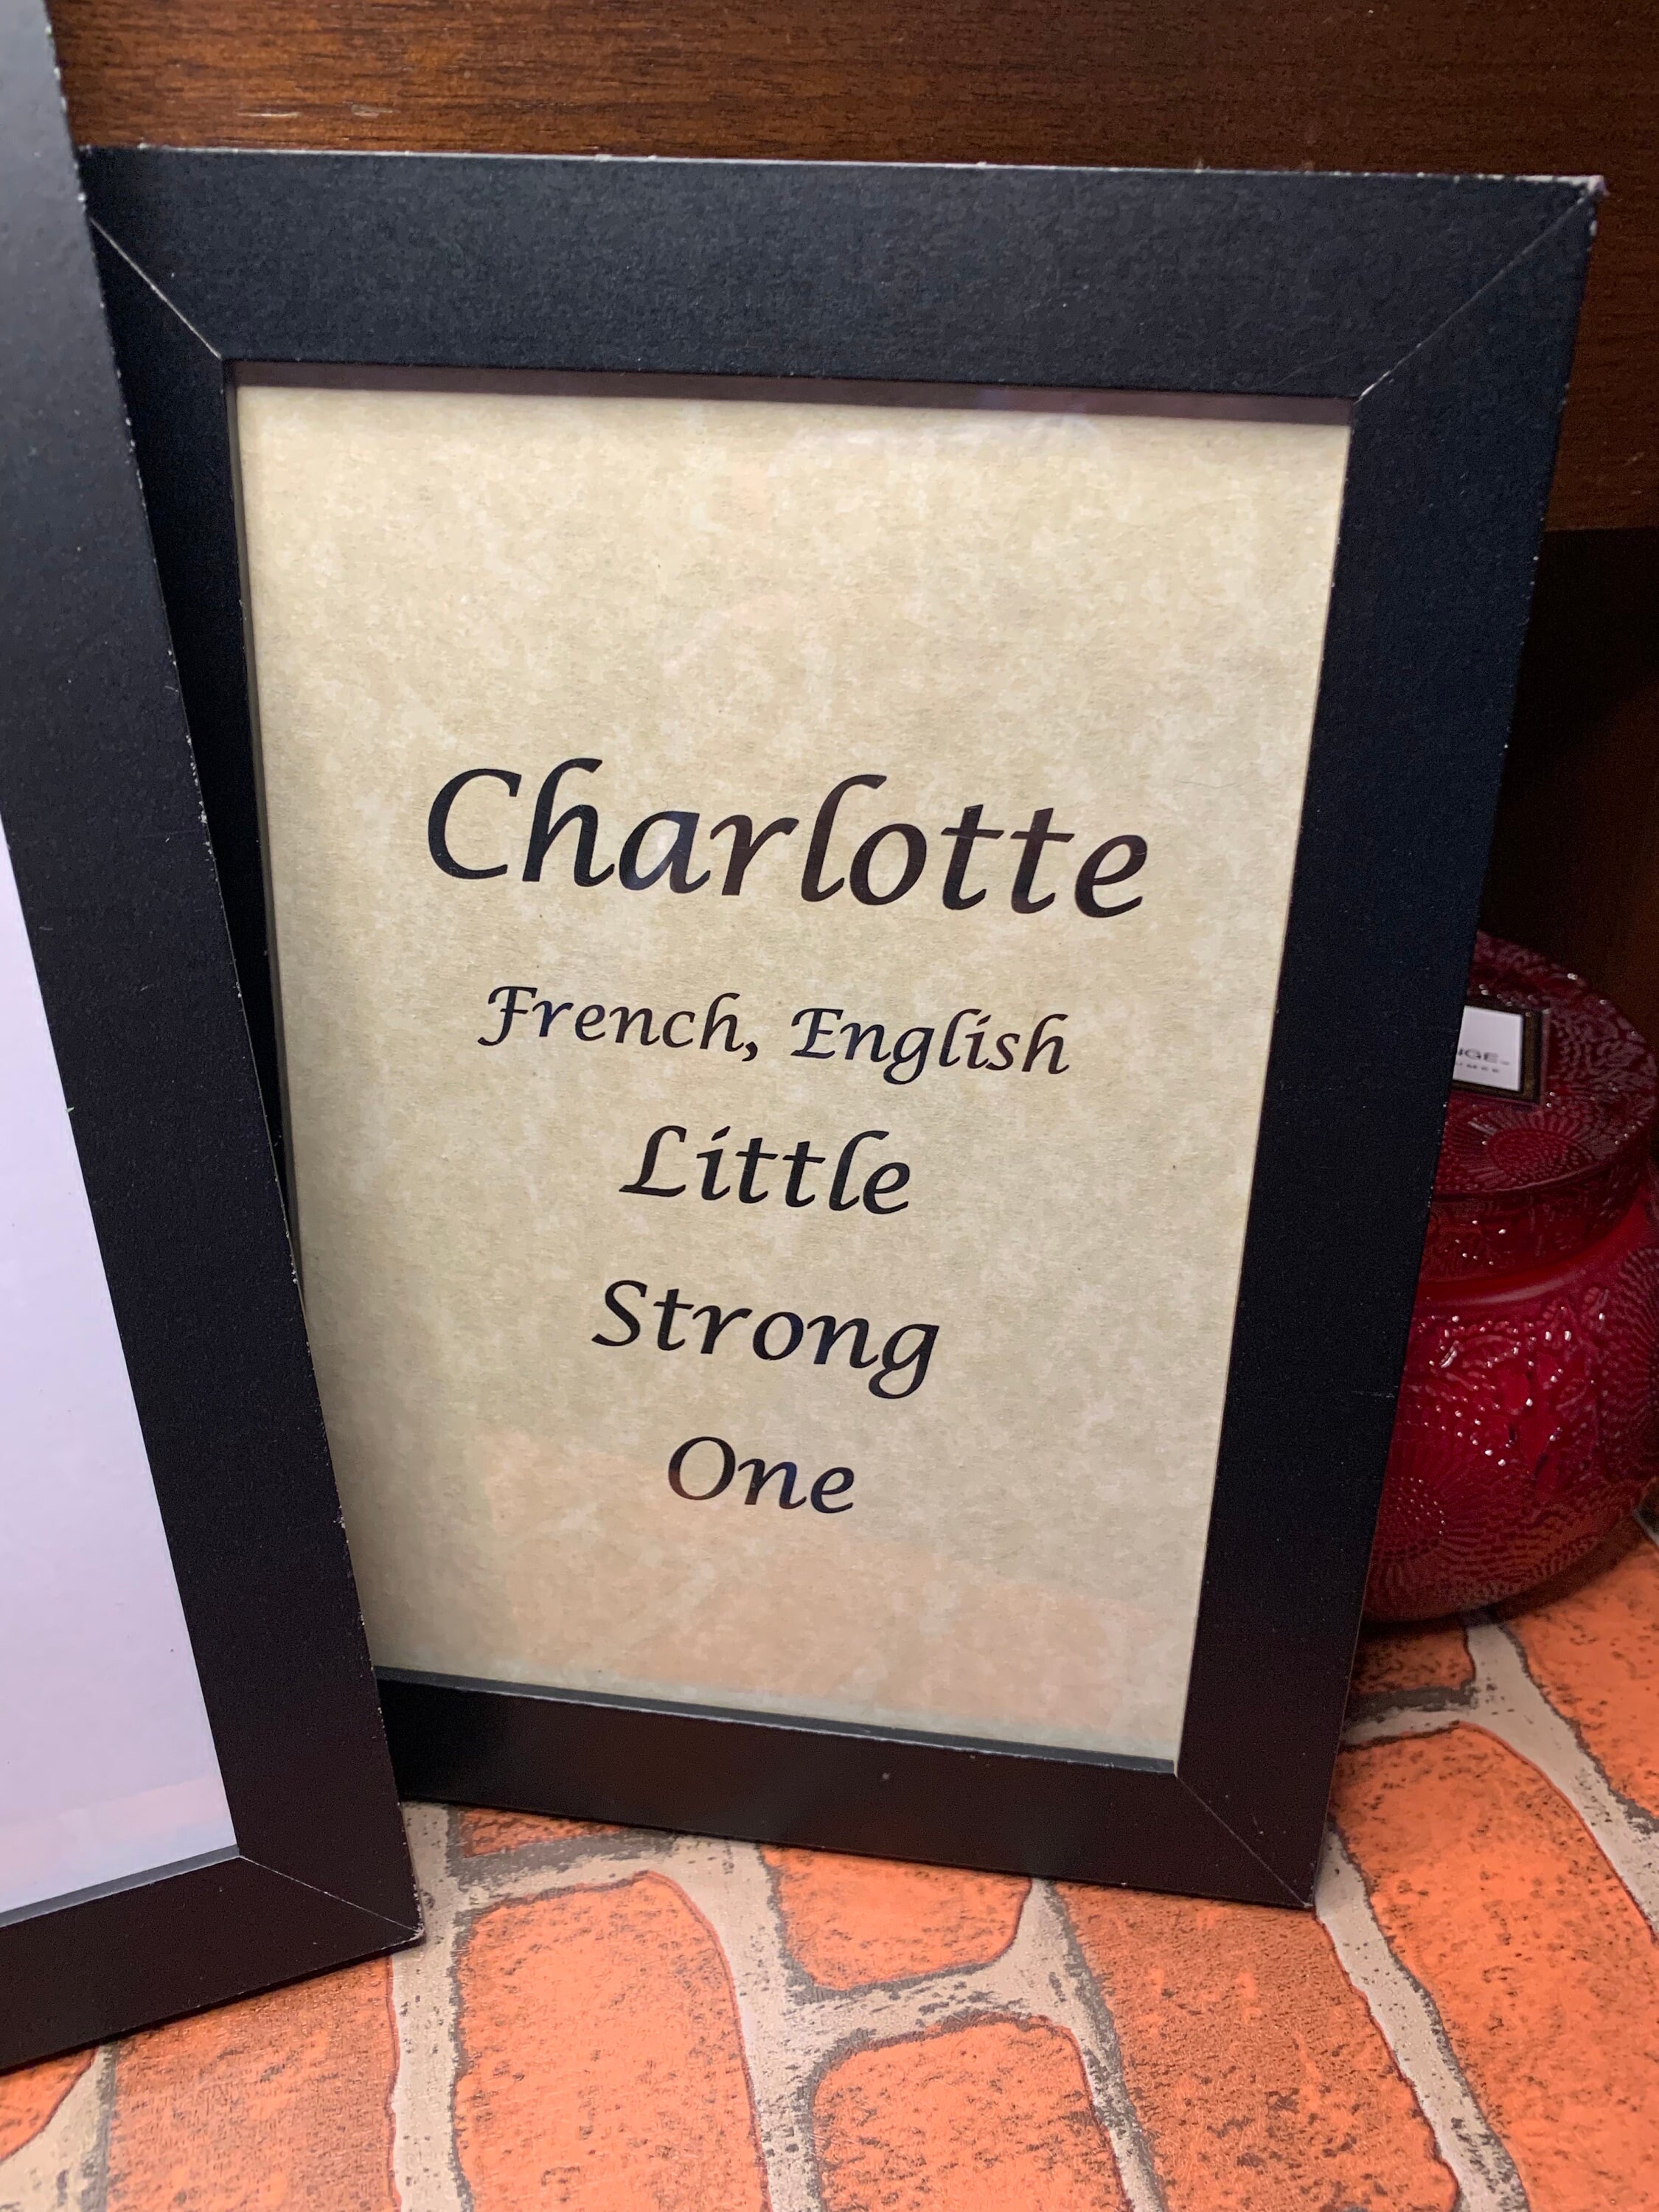 Charlotte
French, English
Little
Strong
One